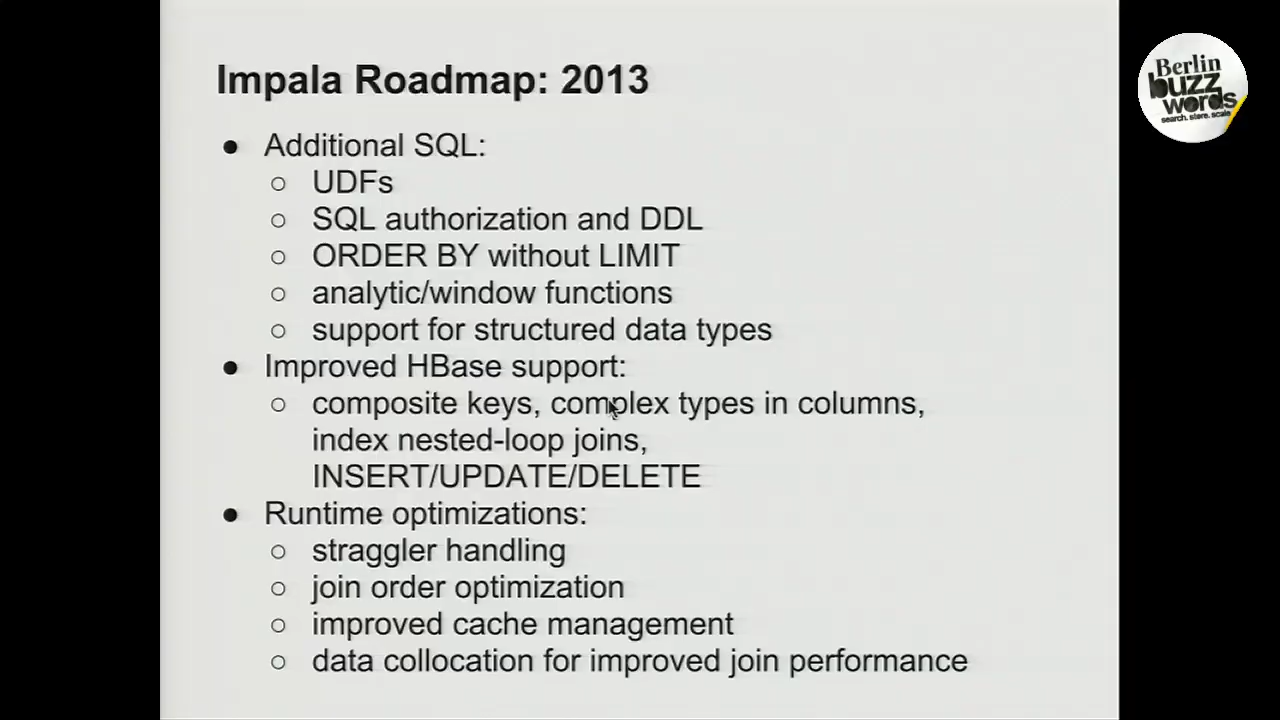 Impala Roadmap: 2013
● Additional SQL:
○ UDFs
○ SQL authorization and DDL
○ ORDER BY without LIMIT
○ analytic/window functions
○ support for structured data types
● Improved HBase support:
○ composite keys, complex types in columns,
index nested-loop joins,
INSERT/UPDATE/DELETE
● Runtime optimizations:
○ straggler handling
○ join order optimization
○ improved cache management
○ data collocation for improved join performance
Berlin
buzz
words
search. store. scale